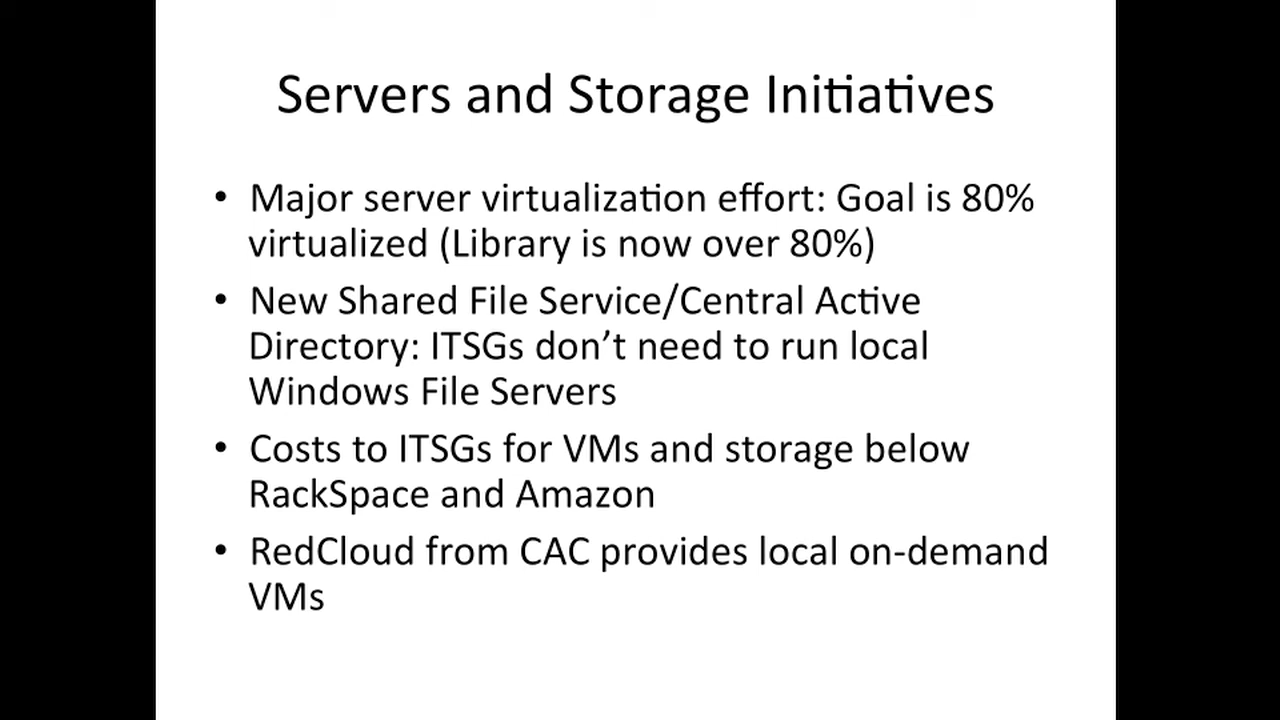 Servers and Storage Initiatives
• Major server virtualization effort: Goal is 80%
virtualized (Library is now over 80%)
• New Shared File Service/Central Active
Directory: ITSGs don’t need to run local
Windows File Servers
• Costs to ITSGs for VMs and storage below
RackSpace and Amazon
• RedCloud from CAC provides local on-demand
VMs